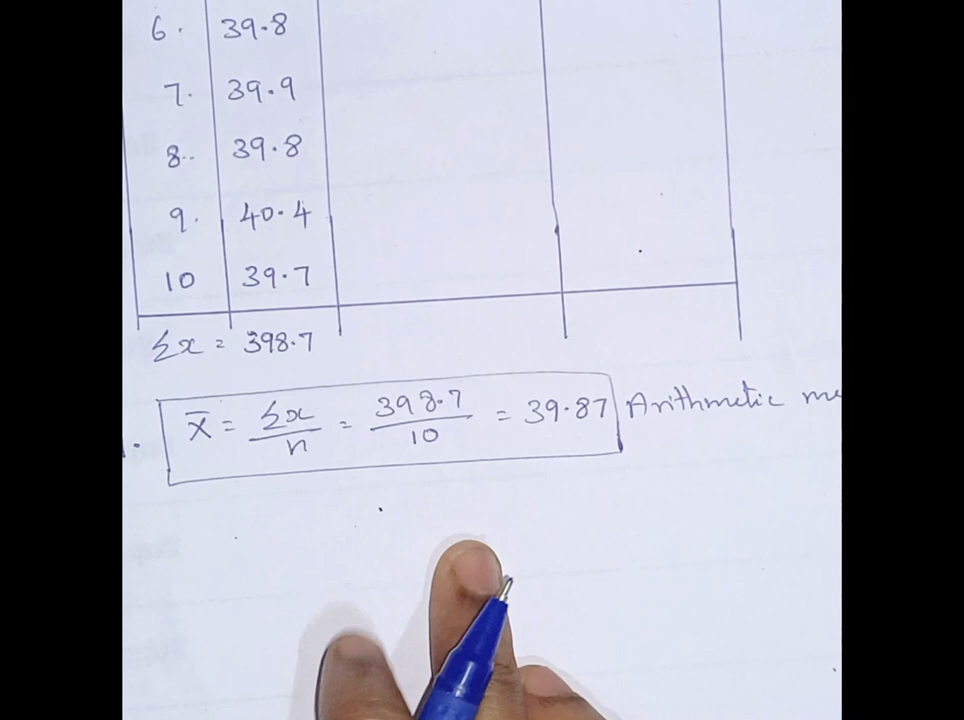 6. 39.8
7. 39.9
8.. 39.8
9. 40.4
10 39.7
Σx = 398.7
X̄ = Σx/n = 398.7/10 = 39.87 Arithmetic